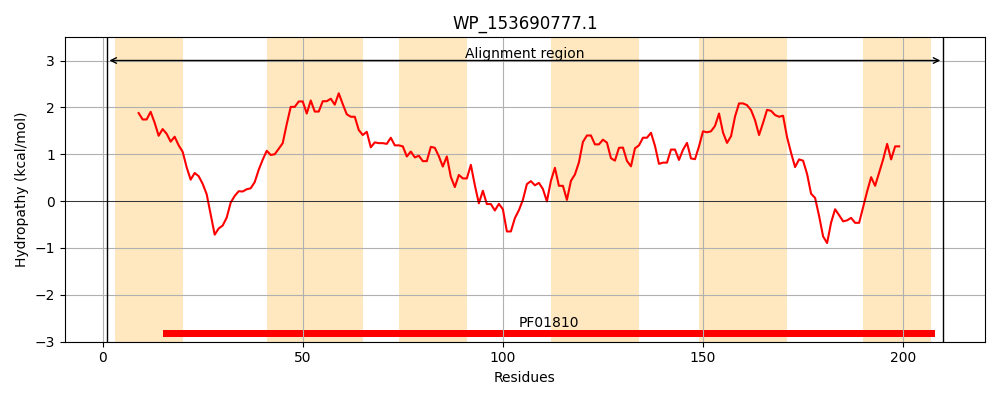 WP_153690777.1
Alignment region
3
2
1
0
−1
−2
−3
Hydropathy (kcal/mol)
PF01810
0 50 100 150 200
Residues